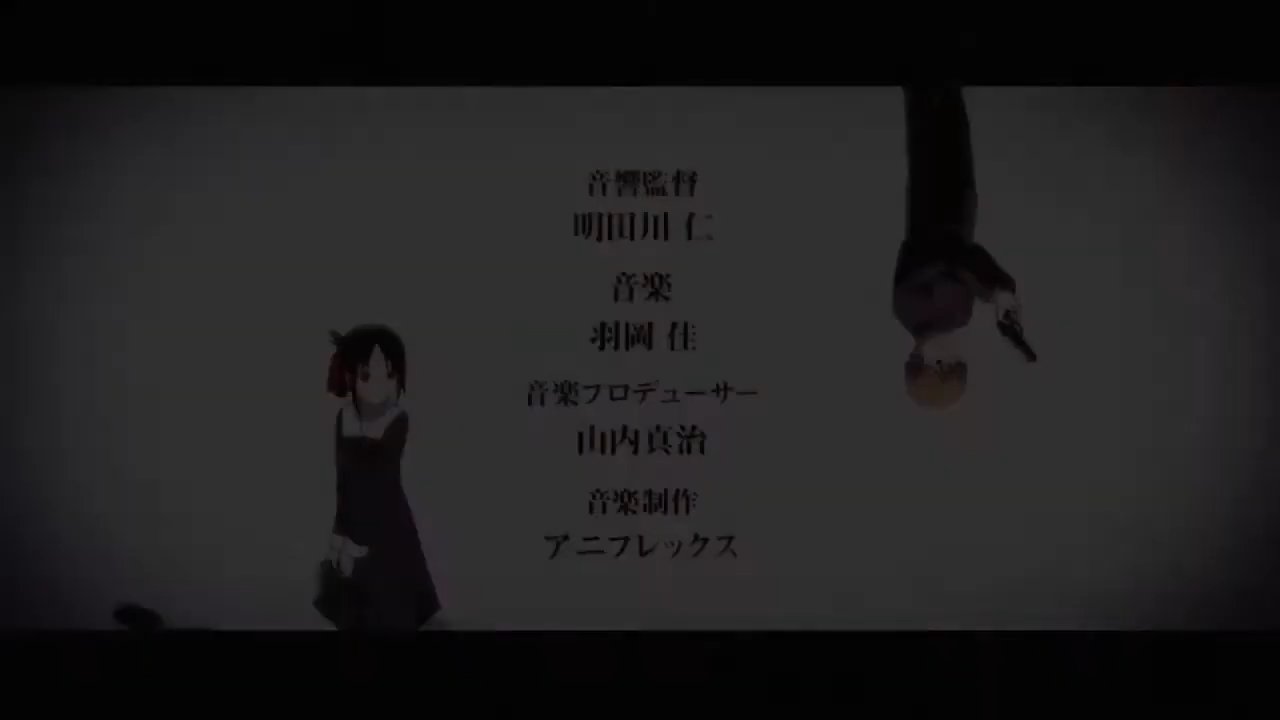 音響監督
明田川 仁
音楽
羽岡 佳
音楽プロデューサー
山内真治
音楽制作
アニプレックス